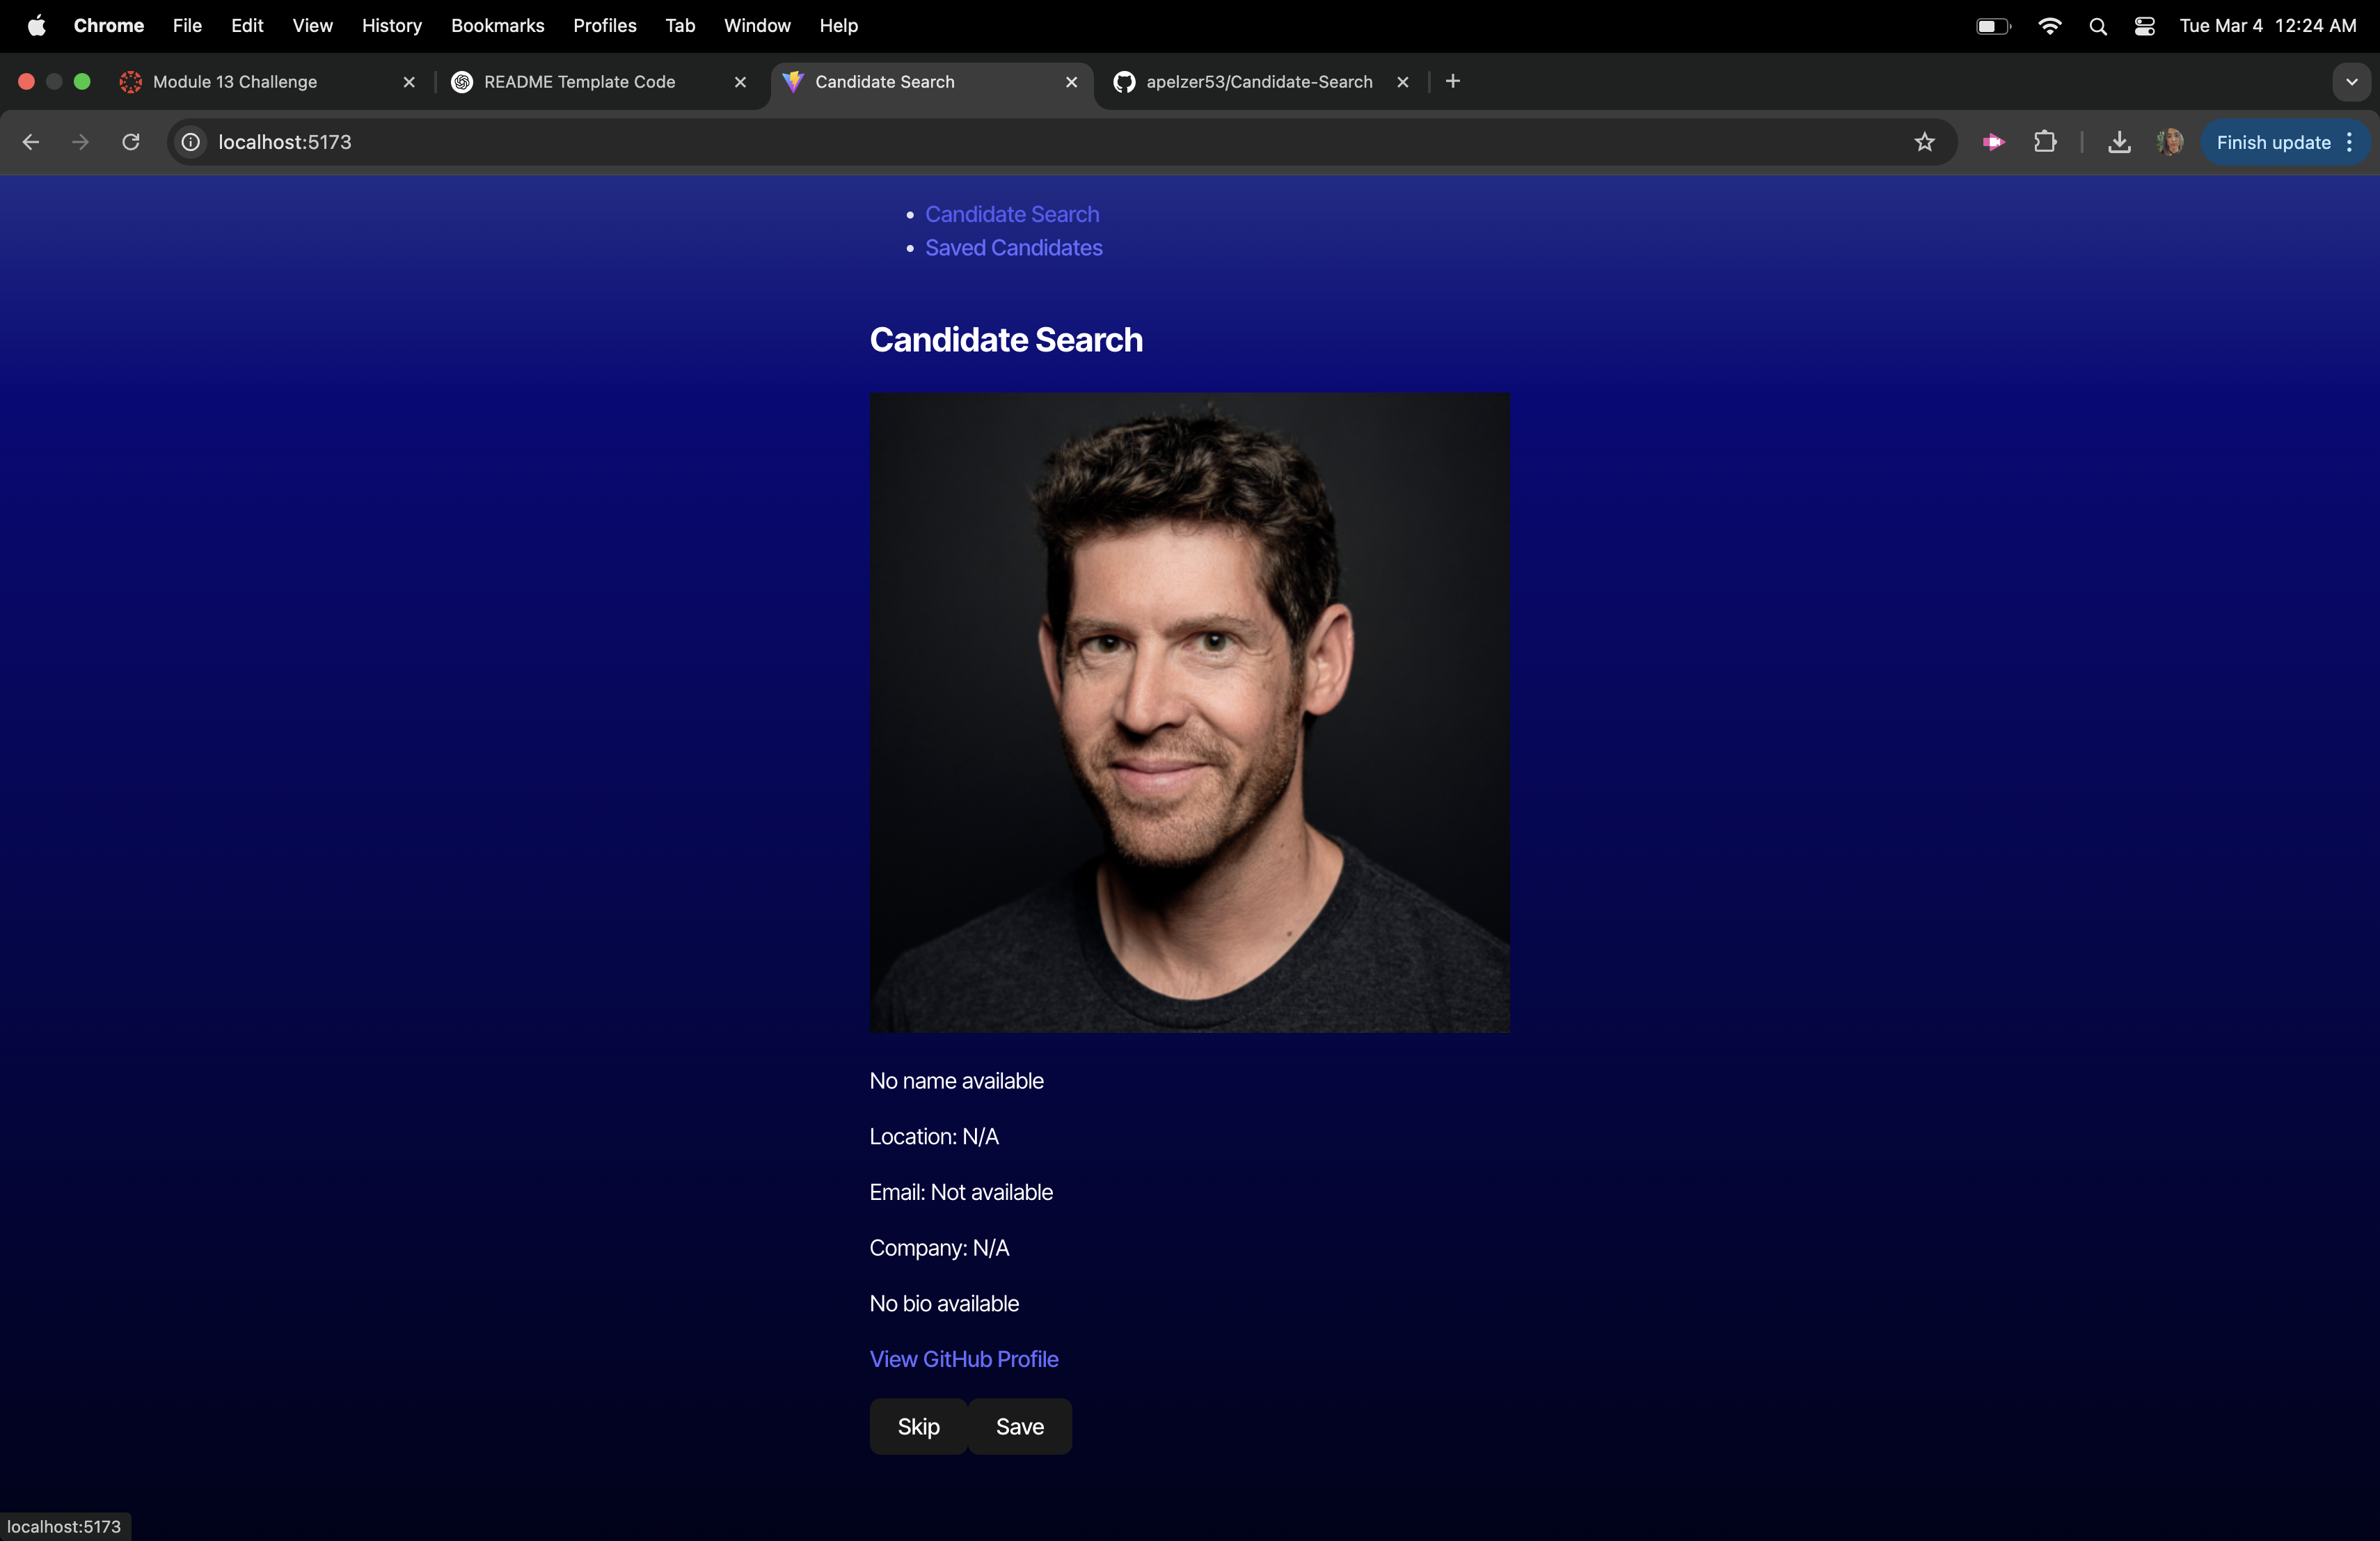 Chrome File Edit View History Bookmarks Profiles Tab Window Help Tue Mar 4 12:24 AM
Module 13 Challenge README Template Code Candidate Search apelzer53/Candidate-Search
localhost:5173 Finish update
Candidate Search
Saved Candidates
Candidate Search
No name available
Location: N/A
Email: Not available
Company: N/A
No bio available
View GitHub Profile
Skip Save
localhost:5173